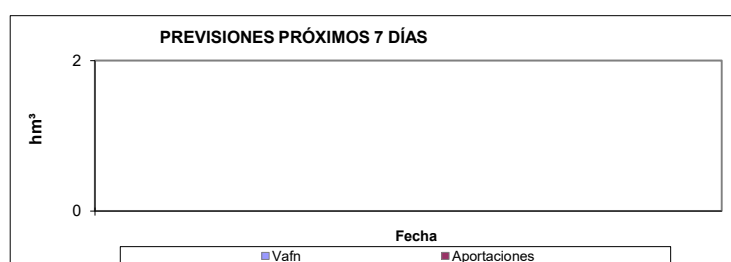 PREVISIONES PRÓXIMOS 7 DÍAS
2
hm³
0
Fecha
Vafn Aportaciones